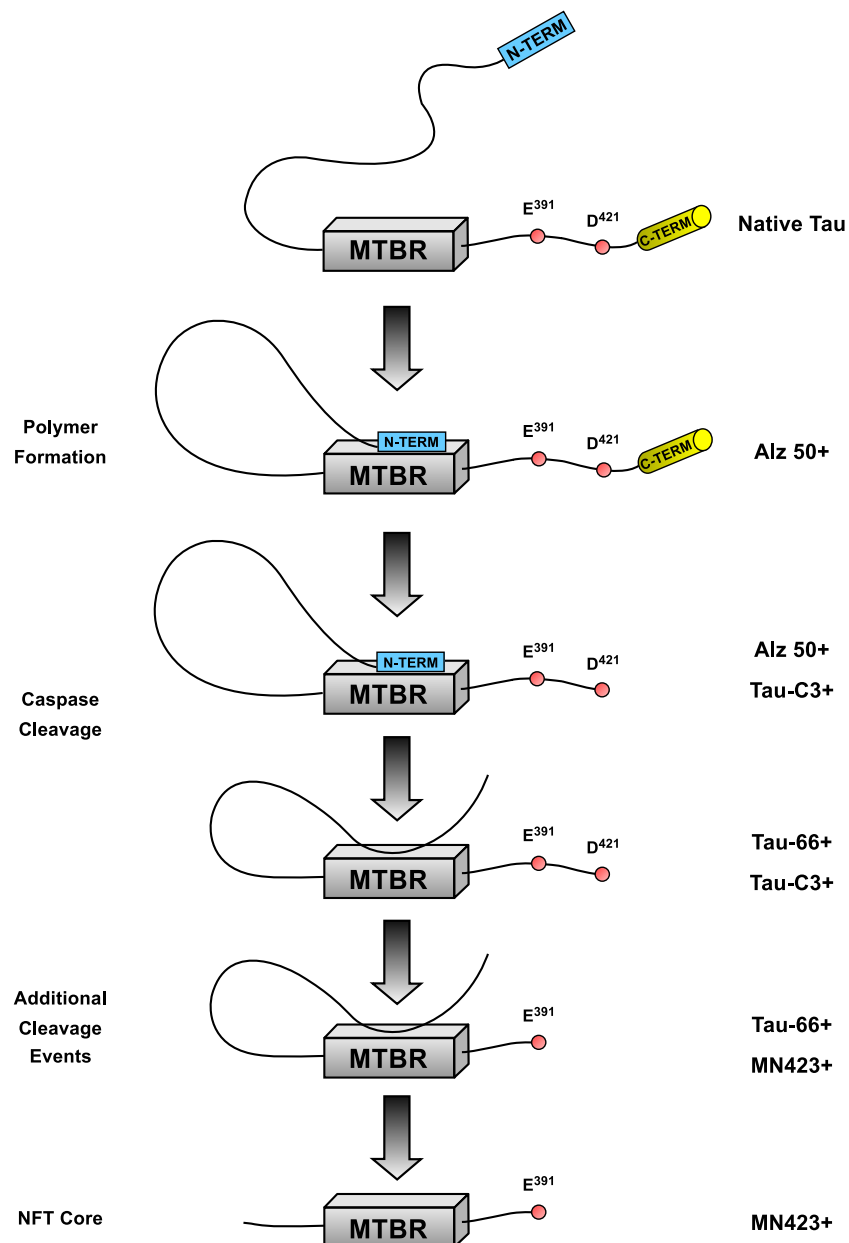 N-TERM
E³⁹¹
D⁴²¹
C-TERM
MTBR
Native Tau
Polymer
Formation
N-TERM
MTBR
E³⁹¹
D⁴²¹
C-TERM
Alz 50+
Caspase
Cleavage
N-TERM
MTBR
E³⁹¹
D⁴²¹
Alz 50+
Tau-C3+
MTBR
E³⁹¹
D⁴²¹
Tau-66+
Tau-C3+
Additional
Cleavage
Events
MTBR
E³⁹¹
Tau-66+
MN423+
NFT Core
MTBR
E³⁹¹
MN423+